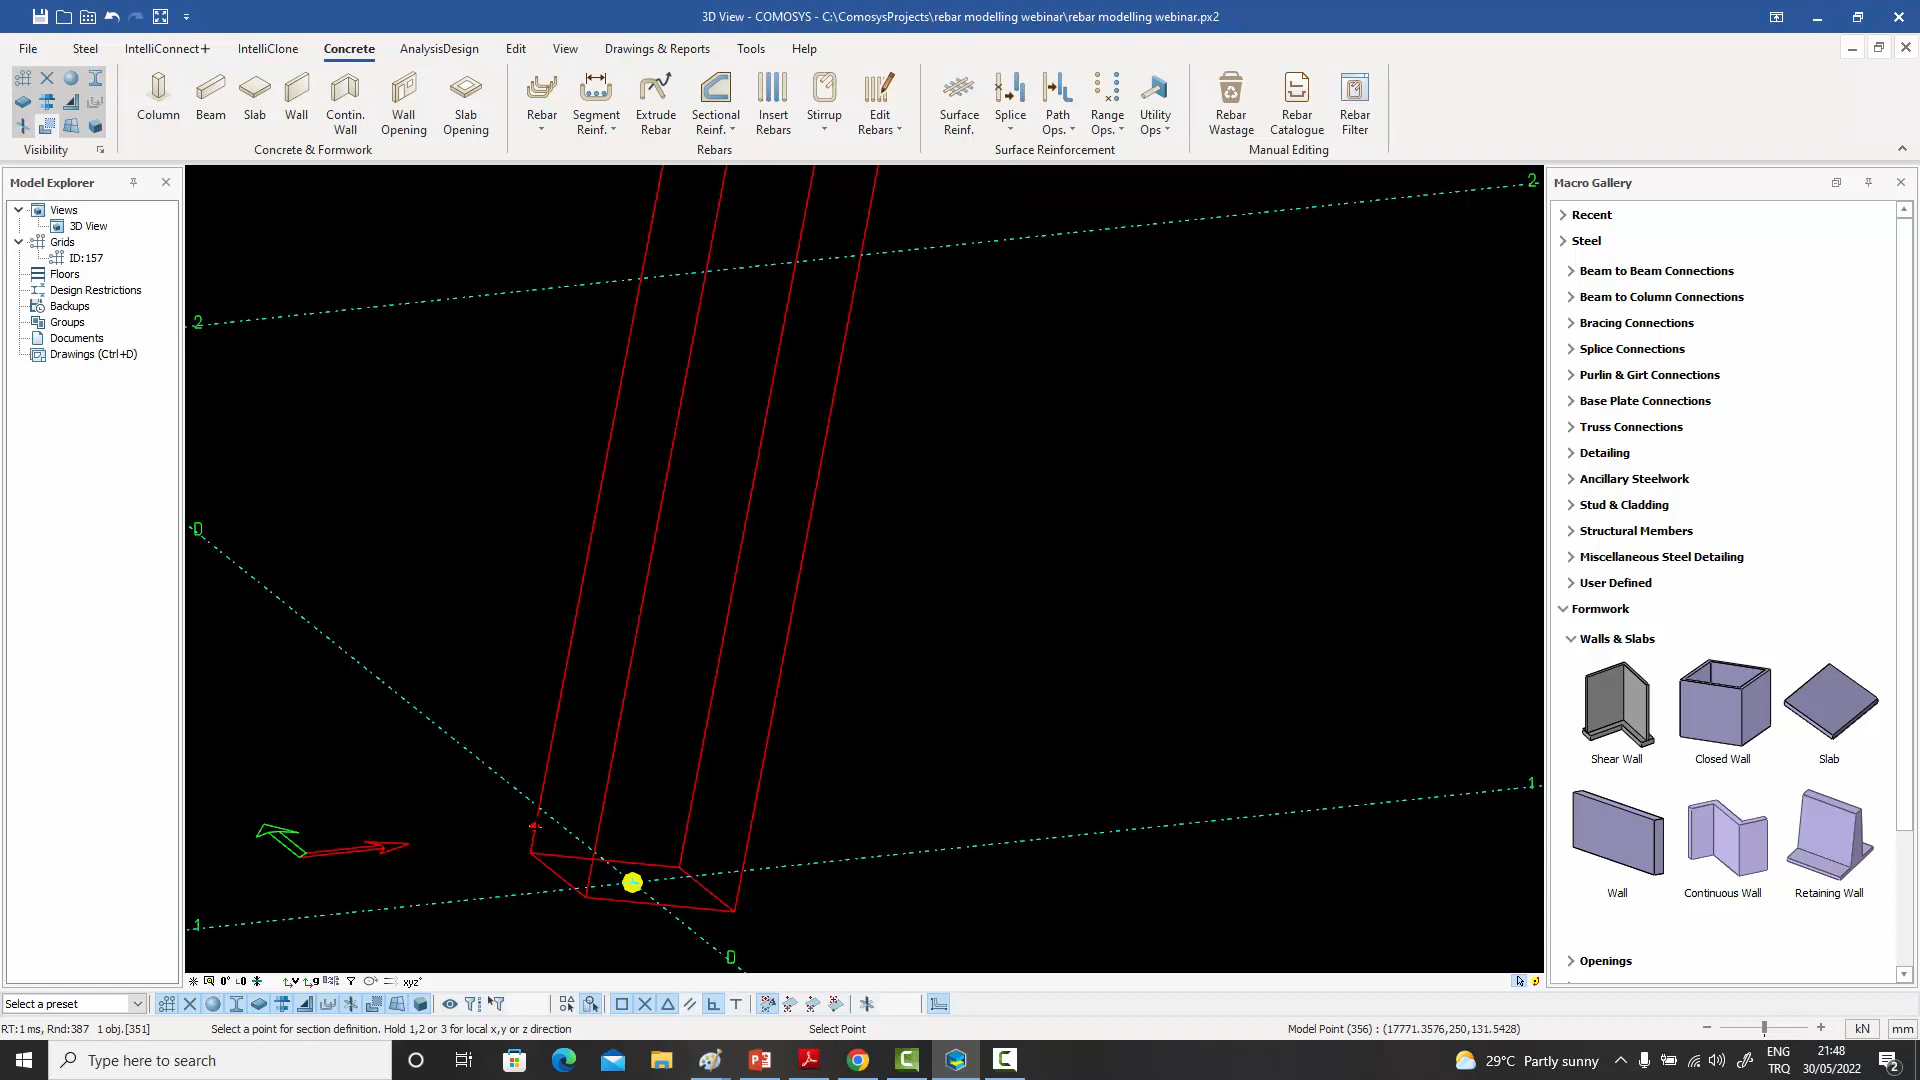 3D View - COMOSYS - C:\ComosysProjects\rebar modelling webinar\rebar modelling webinar.px2
File Steel IntelliConnect+ IntelliClone Concrete AnalysisDesign Edit View Drawings & Reports Tools Help
Column Beam Slab Wall Contin. Wall Wall Opening Slab Opening Rebar Segment Reinf. Extrude Rebar Sectional Reinf. Insert Rebars Stirrup Edit Rebars Surface Reinf. Splice Path Ops. Range Ops. Utility Ops Rebar Wastage Rebar Catalogue Rebar Filter
Visibility Concrete & Formwork Rebars Surface Reinforcement Manual Editing
Model Explorer
Views
3D View
Grids
ID:157
Floors
Design Restrictions
Backups
Groups
Documents
Drawings (Ctrl+D)
2
2
D
1
1
D
Macro Gallery
Recent
Steel
Beam to Beam Connections
Beam to Column Connections
Bracing Connections
Splice Connections
Purlin & Girt Connections
Base Plate Connections
Truss Connections
Detailing
Ancillary Steelwork
Stud & Cladding
Structural Members
Miscellaneous Steel Detailing
User Defined
Formwork
Walls & Slabs
Shear Wall Closed Wall Slab
Wall Continuous Wall Retaining Wall
Openings
Select a preset
RT:1 ms, Rnd:387 1 obj.[351] Select a point for section definition. Hold 1,2 or 3 for local x,y or z direction Select Point Model Point (356) : (17771.3576,250,131.5428) kN mm
Type here to search
29°C Partly sunny
ENG
TRQ
21:48
30/05/2022
2